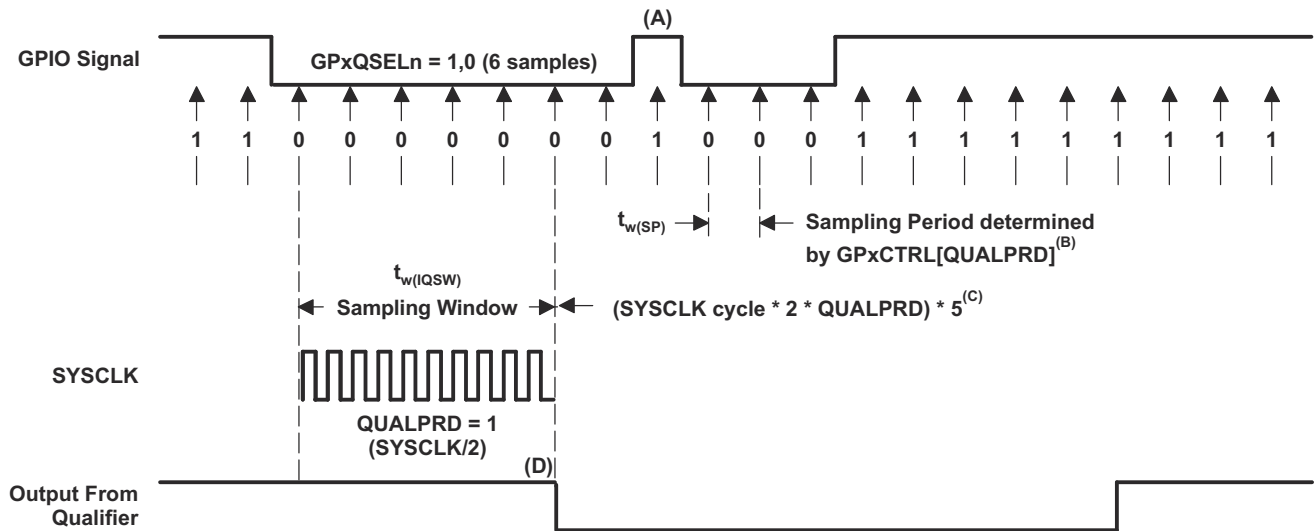 (A)
GPIO Signal
GPxQSELn = 1,0 (6 samples)
1 1 0 0 0 0 0 0 0 1 0 0 0 1 1 1 1 1 1 1 1 1
tw(SP)
Sampling Period determined
by GPxCTRL[QUALPRD](B)
tw(IQSW)
Sampling Window
(SYSCLK cycle * 2 * QUALPRD) * 5(C)
SYSCLK
QUALPRD = 1
(SYSCLK/2)
(D)
Output From
Qualifier